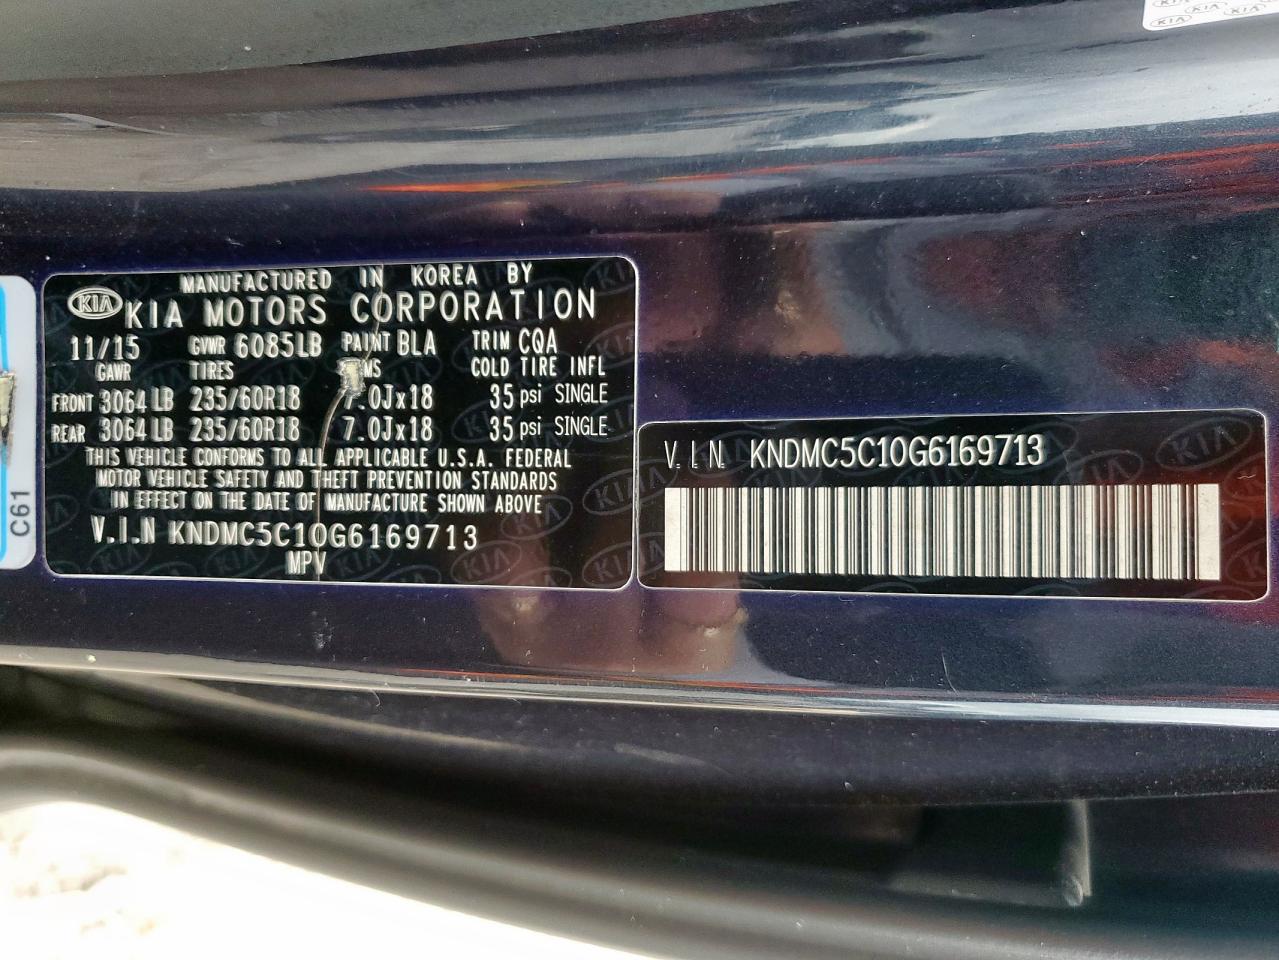 MANUFACTURED IN KOREA BY
KIA KIA MOTORS CORPORATION
11/15 GVWR 6085LB PAINT BLA TRIM CQA
GAWR TIRES COLD TIRE INFL
FRONT 3064 LB 235/60R18 7.0Jx18 35 psi SINGLE
REAR 3064 LB 235/60R18 7.0Jx18 35 psi SINGLE
THIS VEHICLE CONFORMS TO ALL APPLICABLE U.S.A. FEDERAL
MOTOR VEHICLE SAFETY AND THEFT PREVENTION STANDARDS
IN EFFECT ON THE DATE OF MANUFACTURE SHOWN ABOVE
V.I.N KNDMC5C10G6169713
MPV
V.I.N. KNDMC5C10G6169713
C61
KIA